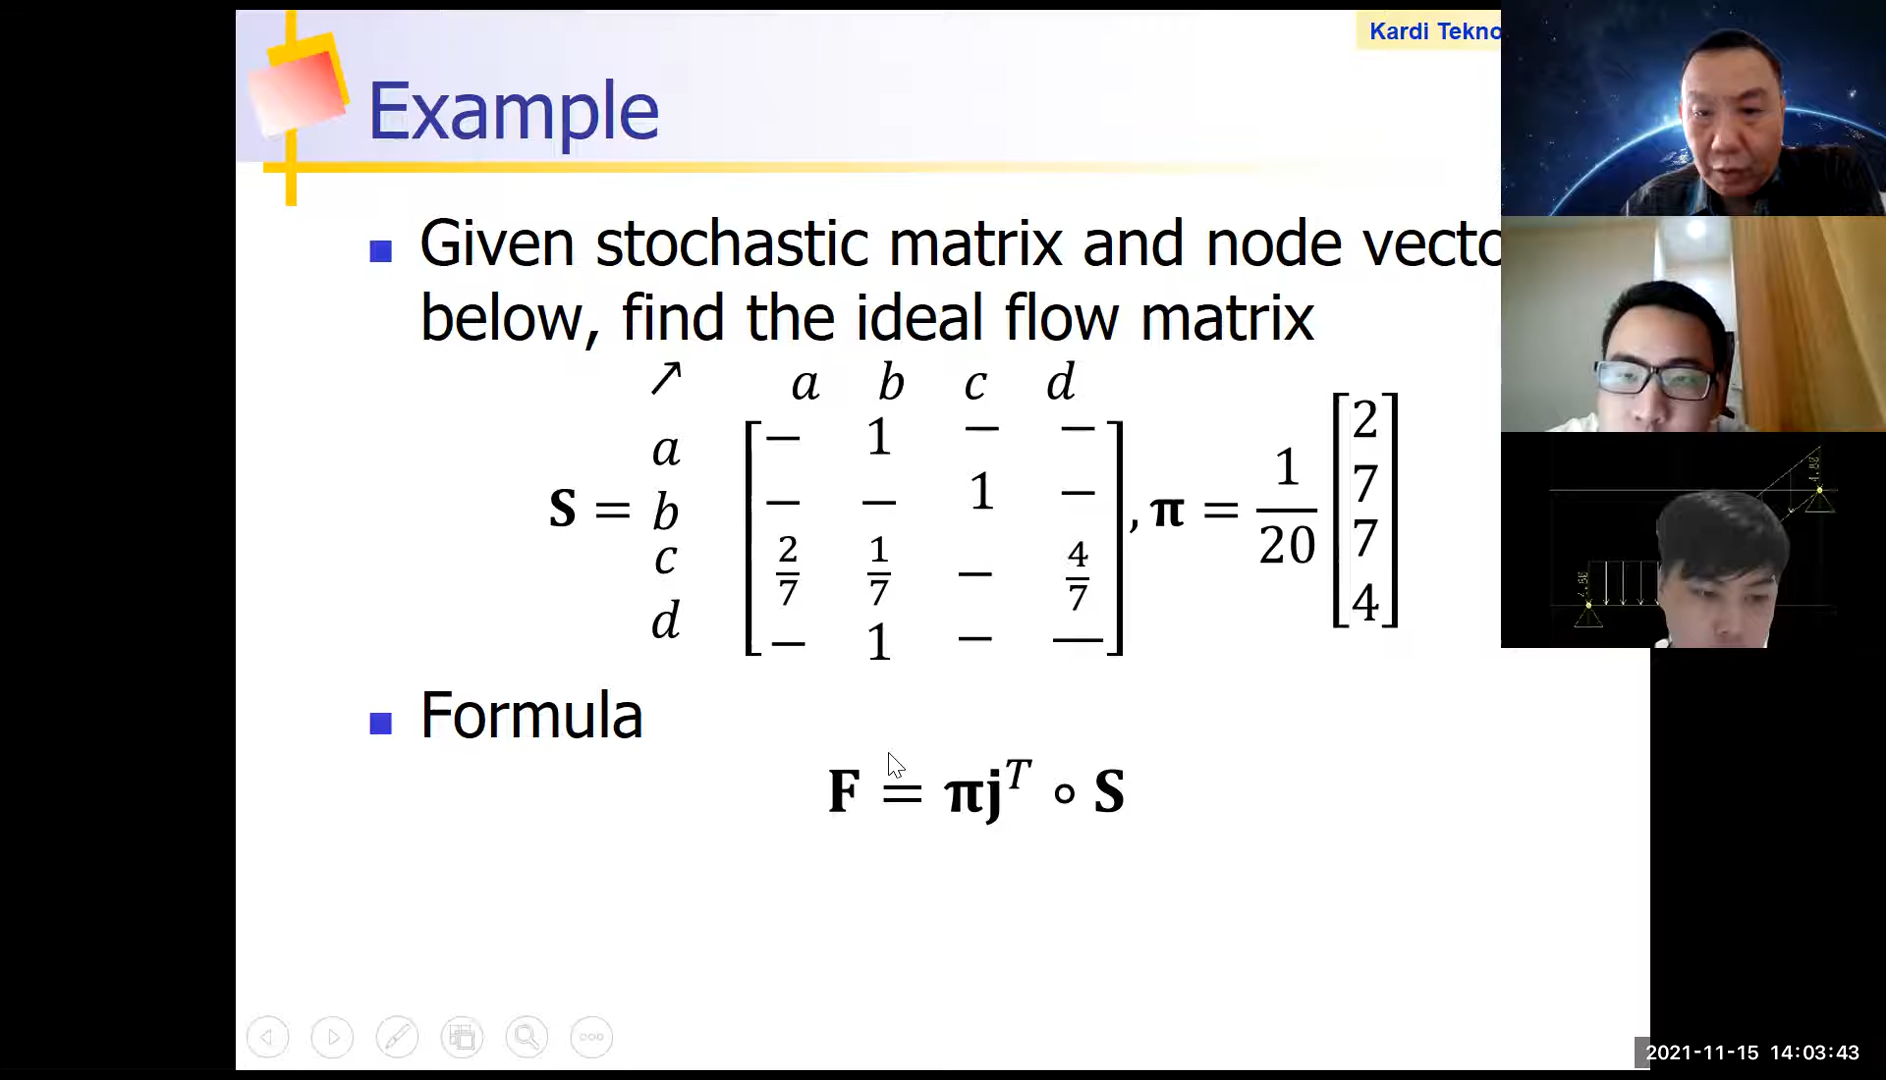 Kardi Tekno
Example
Given stochastic matrix and node vecto
below, find the ideal flow matrix
↗ a b c d
S = a b c d [− 1 − −
− − 1 −
2/7 1/7 − 4/7
− 1 − —], π = 1/20 [2 7 7 4]
Formula
F = πjᵀ ∘ S
2021-11-15 14:03:43